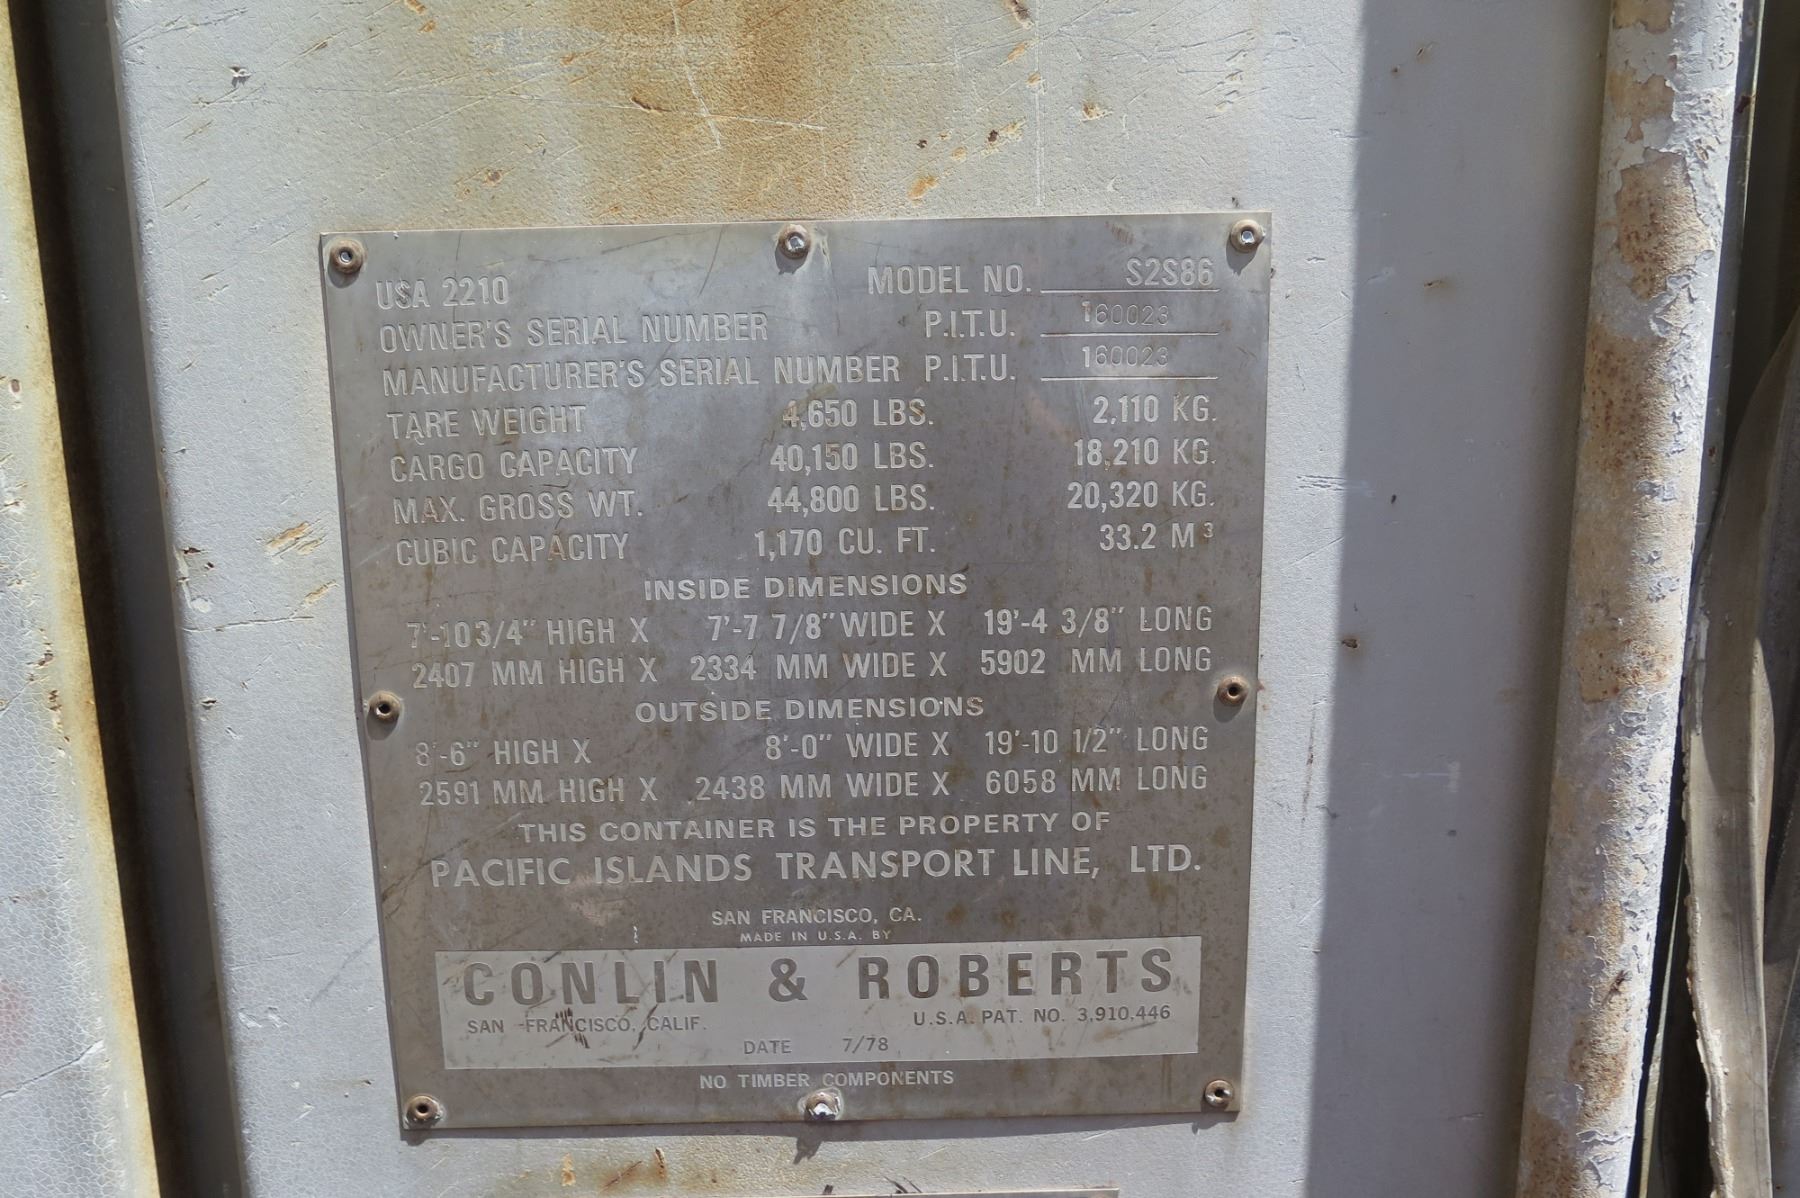 USA 2210 MODEL NO. S2S86
OWNER'S SERIAL NUMBER P.I.T.U. 160023
MANUFACTURER'S SERIAL NUMBER P.I.T.U. 160023
TARE WEIGHT 4,650 LBS. 2,110 KG.
CARGO CAPACITY 40,150 LBS. 18,210 KG.
MAX. GROSS WT. 44,800 LBS. 20,320 KG.
CUBIC CAPACITY 1,170 CU. FT. 33.2 M³
INSIDE DIMENSIONS
7'-10 3/4" HIGH X 7'-7 7/8" WIDE X 19'-4 3/8" LONG
2407 MM HIGH X 2334 MM WIDE X 5902 MM LONG
OUTSIDE DIMENSIONS
8'-6" HIGH X 8'-0" WIDE X 19'-10 1/2" LONG
2591 MM HIGH X 2438 MM WIDE X 6058 MM LONG
THIS CONTAINER IS THE PROPERTY OF
PACIFIC ISLANDS TRANSPORT LINE, LTD.
SAN FRANCISCO, CA.
MADE IN U.S.A. BY
CONLIN & ROBERTS
SAN FRANCISCO, CALIF. U.S.A. PAT. NO. 3,910,446
DATE 7/78
NO TIMBER COMPONENTS